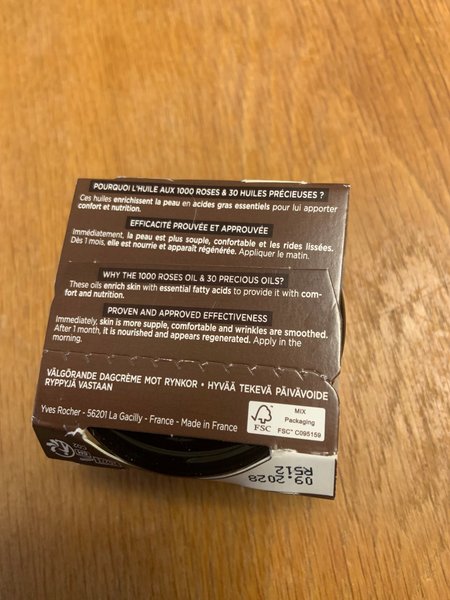 POURQUOI L'HUILE AUX 1000 ROSES & 30 HUILES PRÉCIEUSES ?
Ces huiles enrichissent la peau en acides gras essentiels pour lui apporter
confort et nutrition.
EFFICACITÉ PROUVÉE ET APPROUVÉE
Immédiatement, la peau est plus souple, confortable et les rides lissées.
Dès 1 mois, elle est nourrie et apparaît régénérée. Appliquer le matin.
WHY THE 1000 ROSES OIL & 30 PRECIOUS OILS?
These oils enrich skin with essential fatty acids to provide it with com-
fort and nutrition.
PROVEN AND APPROVED EFFECTIVENESS
Immediately, skin is more supple, comfortable and wrinkles are smoothed.
After 1 month, it is nourished and appears regenerated. Apply in the
morning.
VÄLGÖRANDE DAGCRÈME MOT RYNKOR • HYVÄÄ TEKEVÄ PÄIVÄVOIDE
RYPPYJÄ VASTAAN
Yves Rocher - 56201 La Gacilly - France - Made in France
FSC
MIX
Packaging
FSC® C095159
09.2028
R512